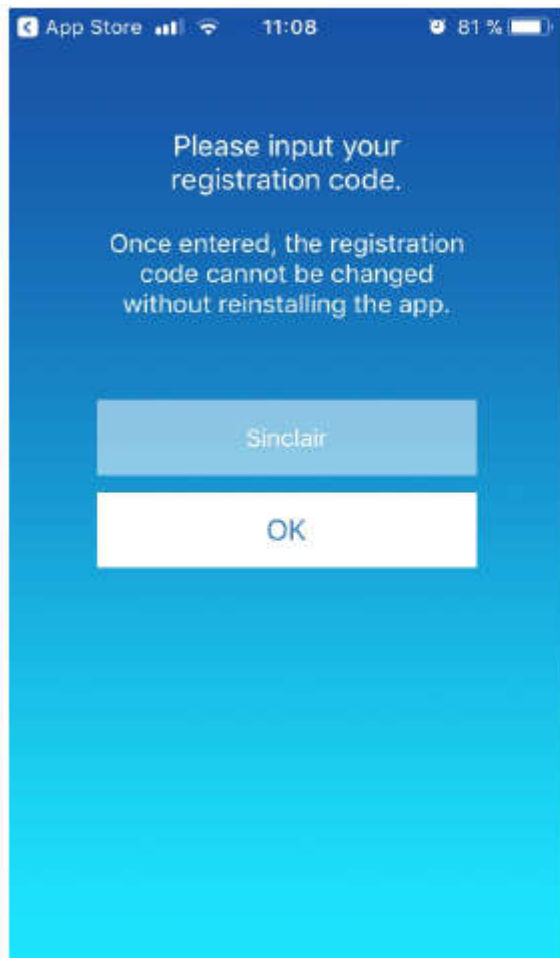 App Store 11:08 81 %
Please input your
registration code.
Once entered, the registration
code cannot be changed
without reinstalling the app.
Sinclair
OK